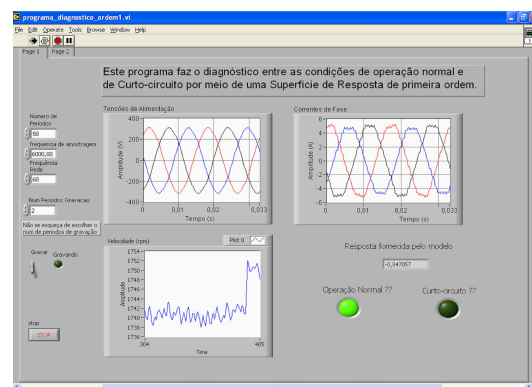 programa_diagnostico_ordem1.vi
File Edit Operate Tools Browse Window Help
Page 1 Page 2
Este programa faz o diagnóstico entre as condições de operação normal e
de Curto-circuito por meio de uma Superfície de Resposta de primeira ordem.
Número de
Periodos
50
frequencia de amostragem
6000,00
Frequência
Rede
60
Num Periodos Gravacao
2
Não se esqueça de escolher o
num de periodos de gravação
Gravar Gravando
stop
STOP
Tensões de Alimentação
Amplitude (V)
400
200
0
-200
-400
0 0,01 0,02 0,033
Tempo (s)
Correntes de Fase
Amplitude (A)
6
4
2
0
-2
-4
-6
0 0,01 0,02 0,033
Tempo (s)
Velocidade (rpm) Plot 0
Amplitude
1754
1752
1750
1748
1746
1744
1742
1740
1738
1736
304 405
Time
Resposta fornecida pelo modelo
-0,847057
Operação Normal ?? Curto-circuito ??